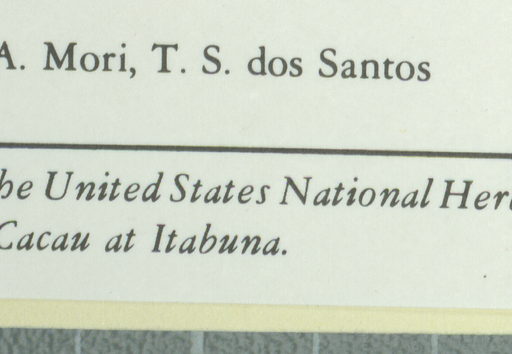 A. Mori, T. S. dos Santos
he United States National Her
Cacau at Itabuna.